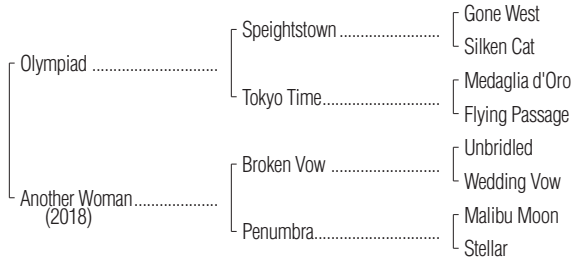 Gone West
Speightstown
Silken Cat
Olympiad
Medaglia d'Oro
Tokyo Time
Flying Passage
Unbridled
Broken Vow
Wedding Vow
Another Woman
(2018)
Malibu Moon
Penumbra
Stellar